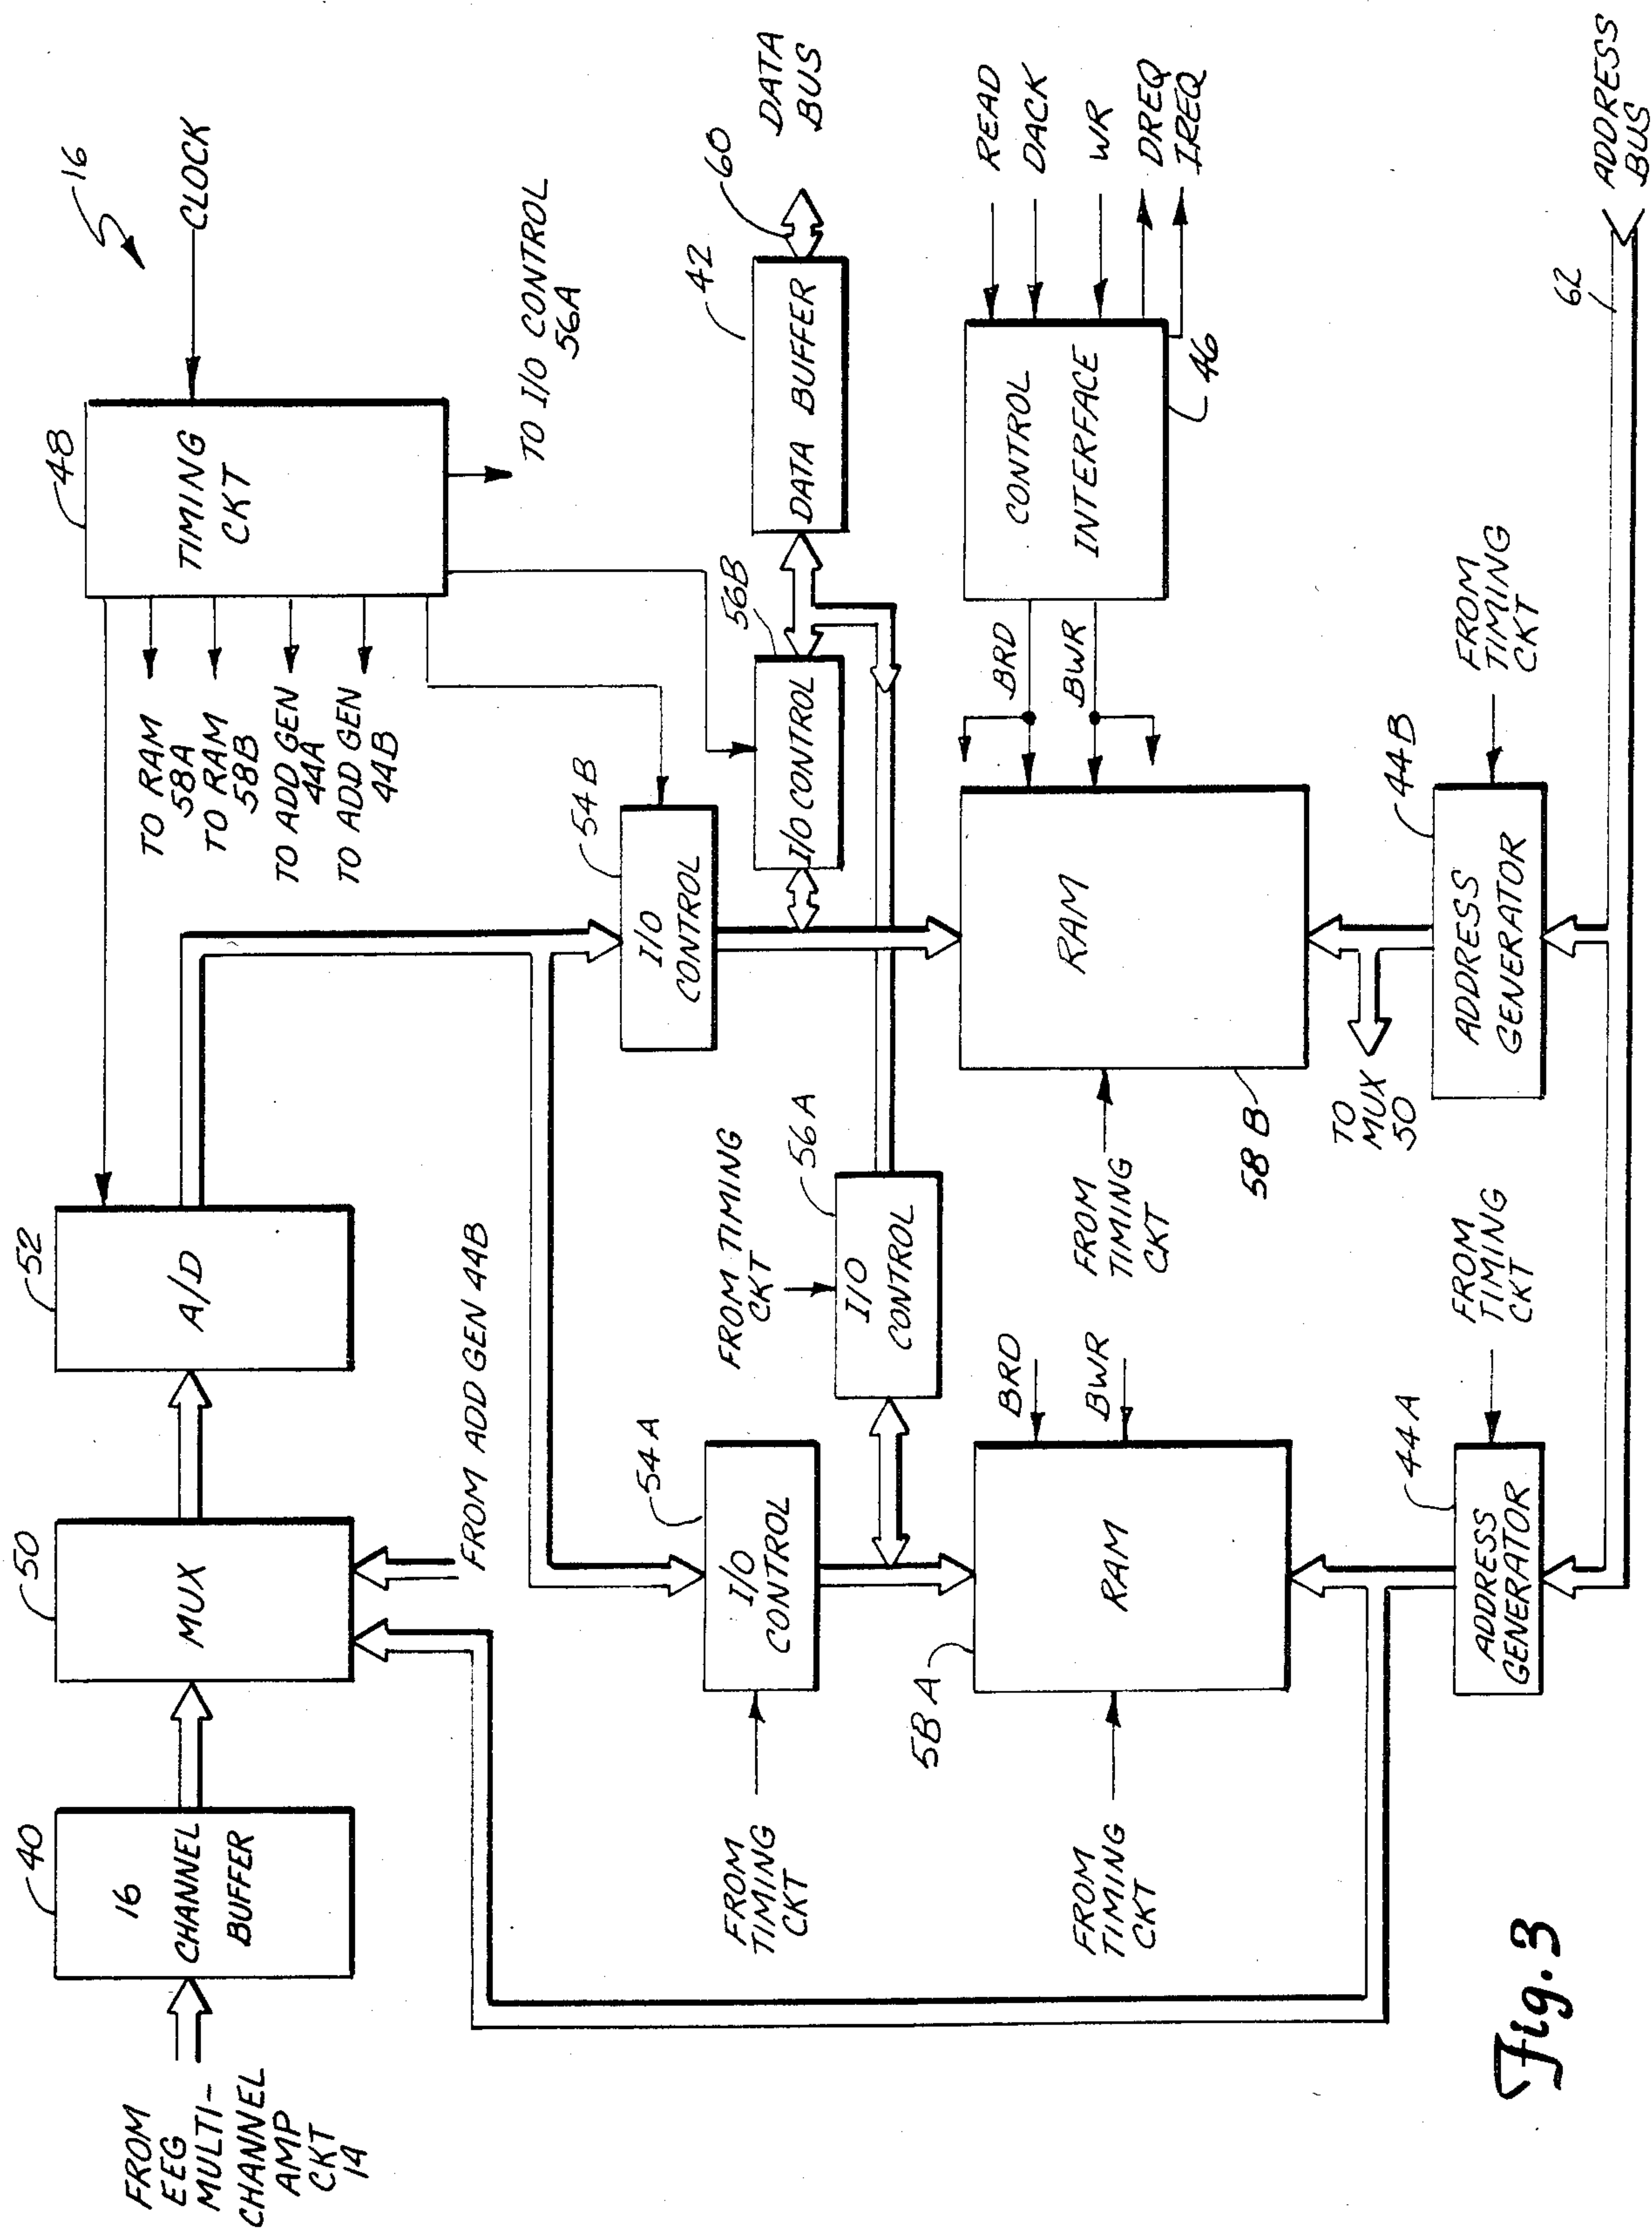 FROM
EEG
MULTI-
CHANNEL
AMP
CKT
14
40
16
CHANNEL
BUFFER
50
MUX
52
A/D
48
TIMING
CKT
16
CLOCK
TO RAM
58A
TO RAM
58B
TO ADD GEN
44A
TO ADD GEN
44B
TO I/O CONTROL
56A
FROM ADD GEN 44B
54A
I/O
CONTROL
FROM
TIMING
CKT
54B
I/O
CONTROL
56B
I/O CONTROL
42
DATA BUFFER
60
DATA
BUS
FROM TIMING
CKT
56A
I/O
CONTROL
58A
RAM
BRD
BWR
FROM
TIMING
CKT
58B
RAM
FROM
TIMING
CKT
BRD
BWR
CONTROL
INTERFACE
46
READ
DACK
WR
DREQ
IREQ
TO
MUX
50
44A
ADDRESS
GENERATOR
FROM
TIMING
CKT
44B
ADDRESS
GENERATOR
FROM
TIMING
CKT
62
ADDRESS
BUS
Fig. 3